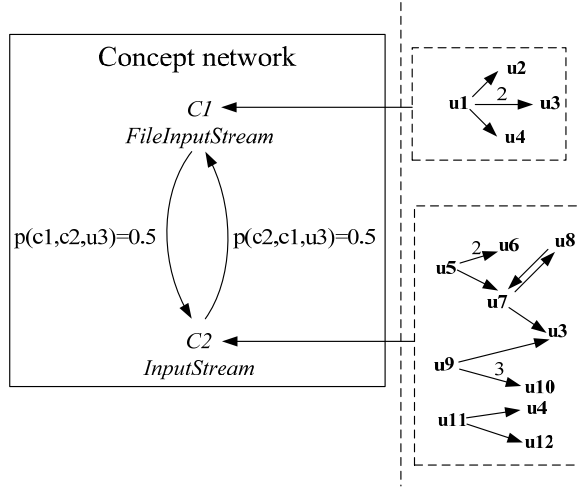 Concept network
C1
FileInputStream
p(c1,c2,u3)=0.5
p(c2,c1,u3)=0.5
C2
InputStream
u1
u2
2
u3
u4
u5
2
u6
u8
u7
u3
u9
3
u10
u11
u4
u12